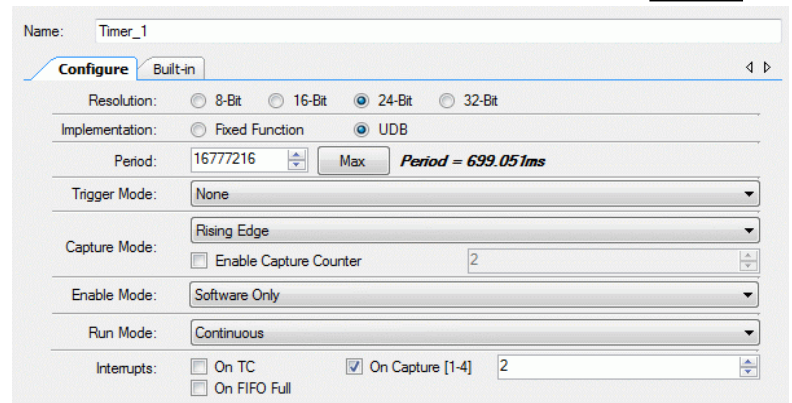 Name: Timer_1
Configure Built-in
Resolution: 8-Bit 16-Bit 24-Bit 32-Bit
Implementation: Fixed Function UDB
Period: 16777216 Max Period = 699.051ms
Trigger Mode: None
Capture Mode: Rising Edge
Enable Capture Counter 2
Enable Mode: Software Only
Run Mode: Continuous
Interrupts: On TC On Capture [1-4] 2
On FIFO Full